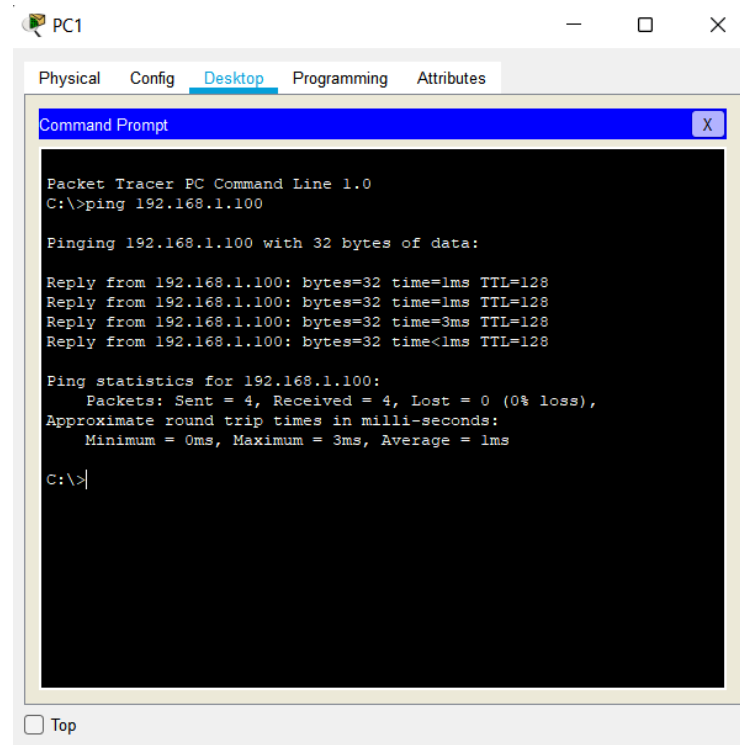 PC1
Physical Config Desktop Programming Attributes
Command Prompt
X
Packet Tracer PC Command Line 1.0
C:\>ping 192.168.1.100
Pinging 192.168.1.100 with 32 bytes of data:
Reply from 192.168.1.100: bytes=32 time=1ms TTL=128
Reply from 192.168.1.100: bytes=32 time=1ms TTL=128
Reply from 192.168.1.100: bytes=32 time=3ms TTL=128
Reply from 192.168.1.100: bytes=32 time<1ms TTL=128
Ping statistics for 192.168.1.100:
    Packets: Sent = 4, Received = 4, Lost = 0 (0% loss),
Approximate round trip times in milli-seconds:
    Minimum = 0ms, Maximum = 3ms, Average = 1ms
C:\>
Top